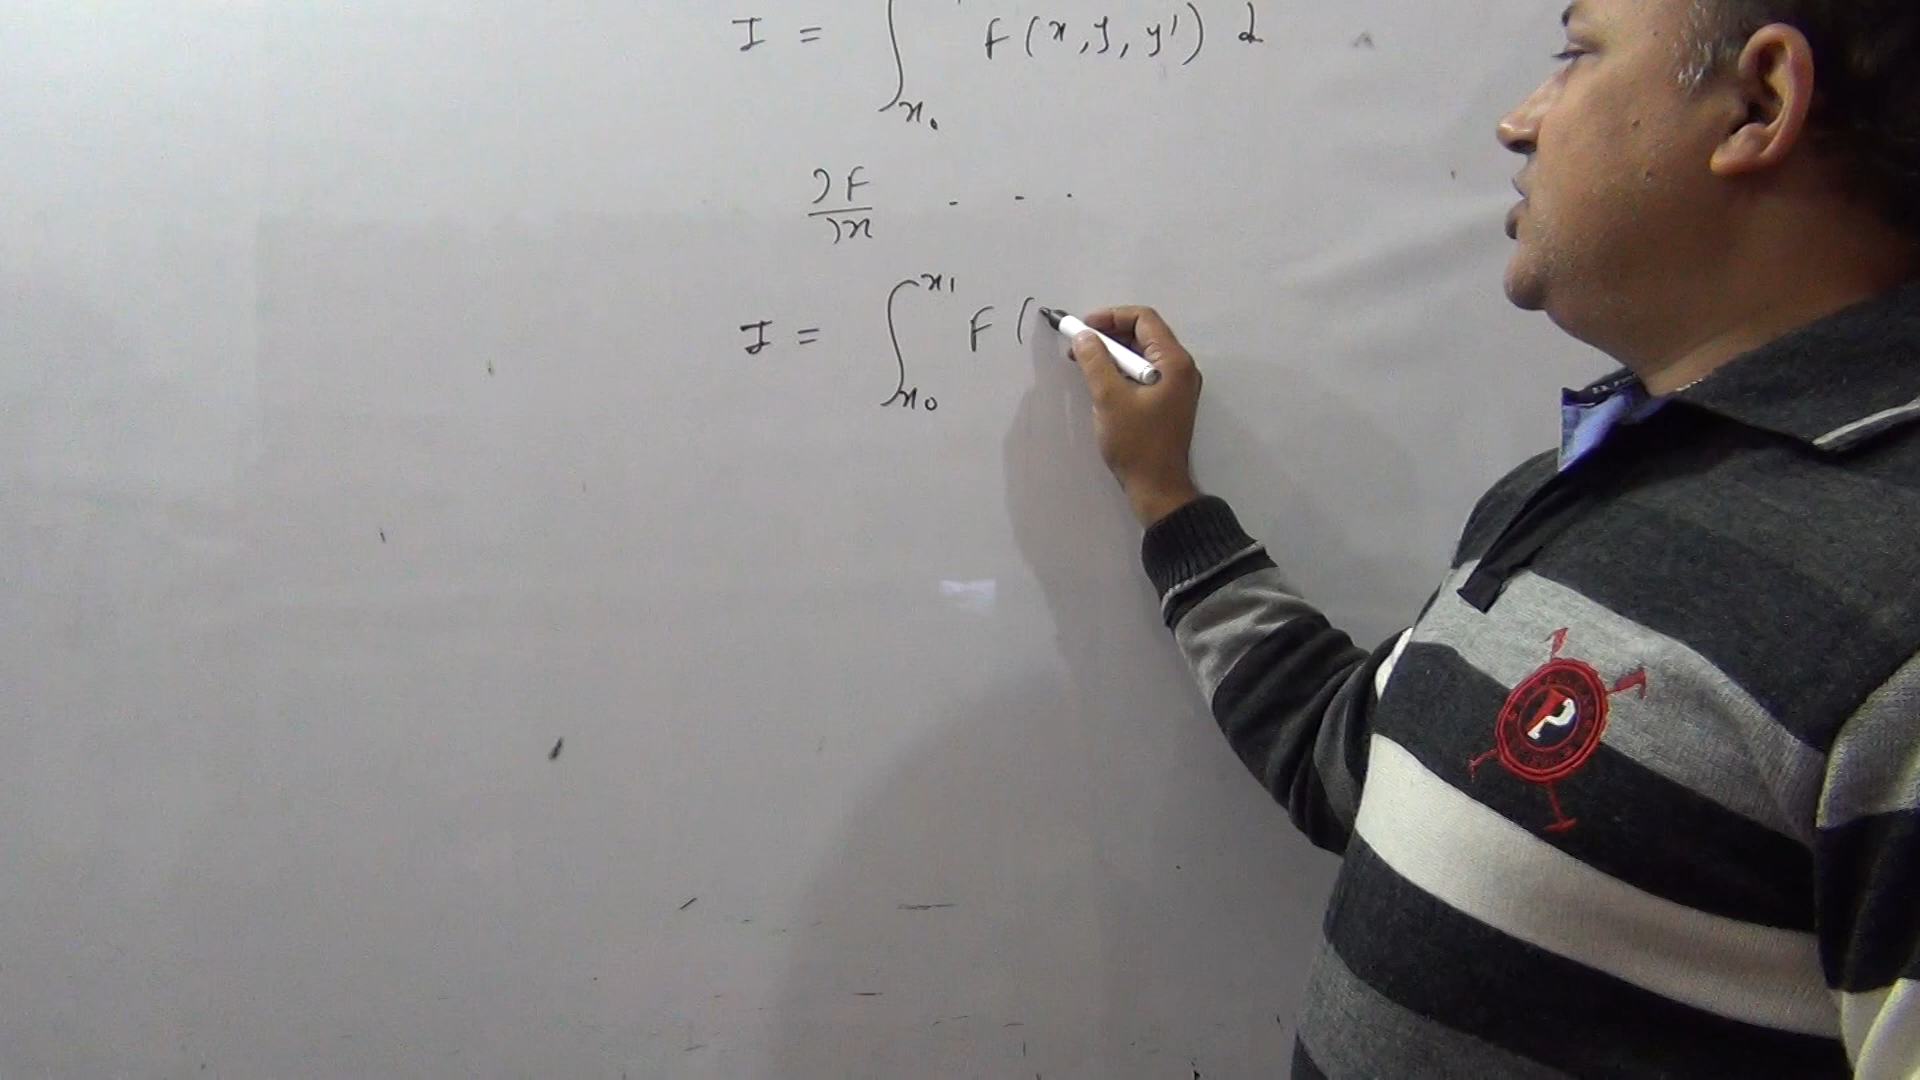 I = ∫x₀ F(x, y, y') d
∂F/∂x - - - .
I = ∫x₀^x₁ F(